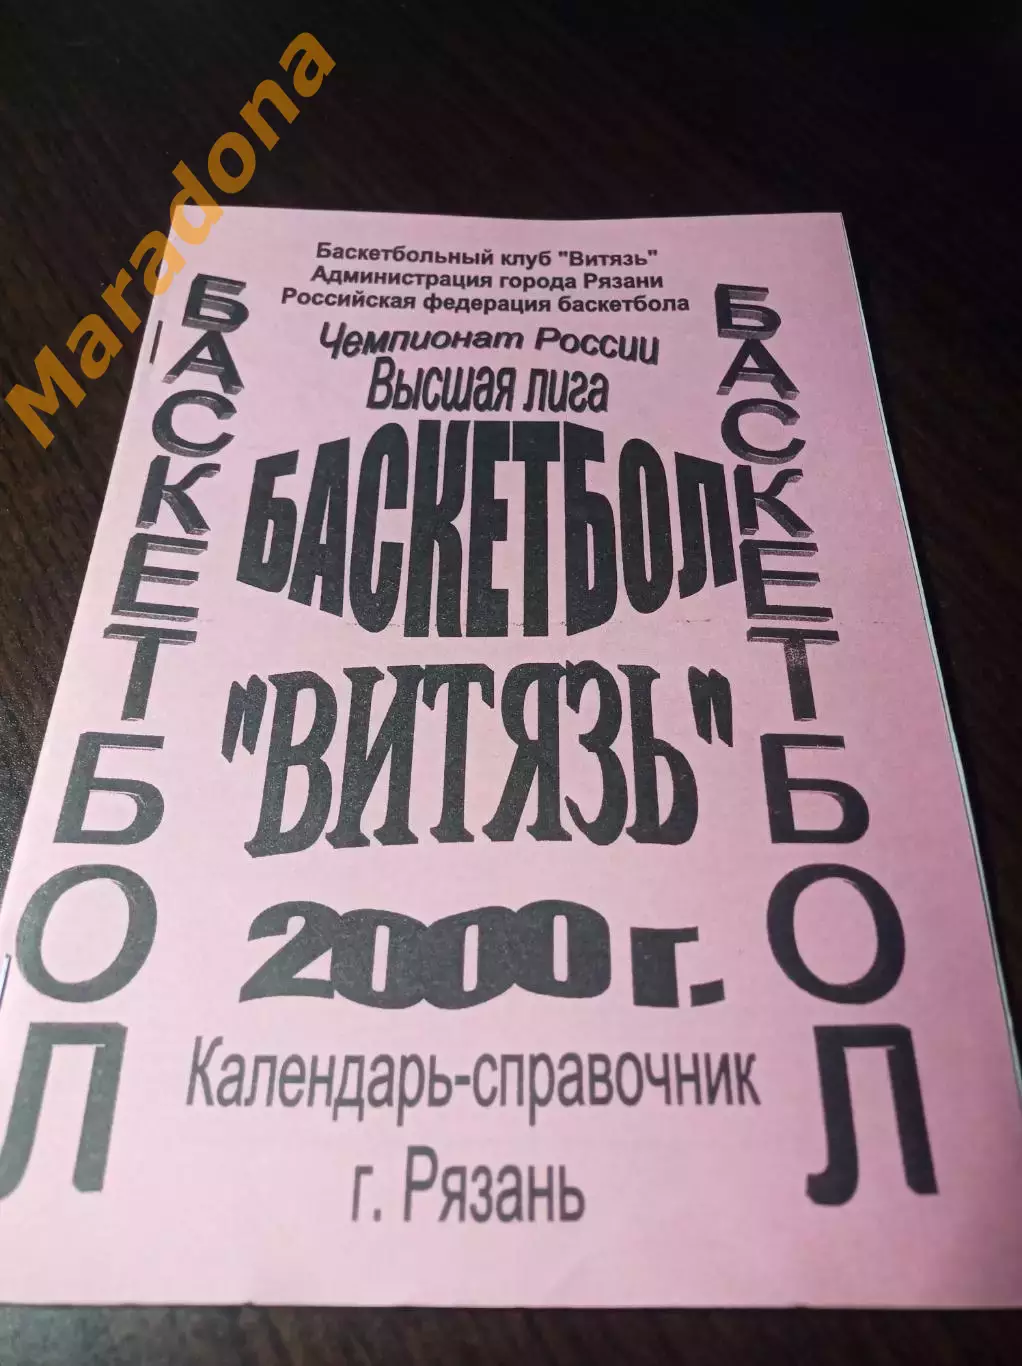 Maradona
Баскетбольный клуб "Витязь"
Администрация города Рязани
Российская федерация баскетбола
Чемпионат России
Высшая лига
БАСКЕТБОЛ
БАСКЕТБОЛ
БАСКЕТБОЛ
"ВИТЯЗЬ"
2000 г.
Календарь-справочник
г. Рязань